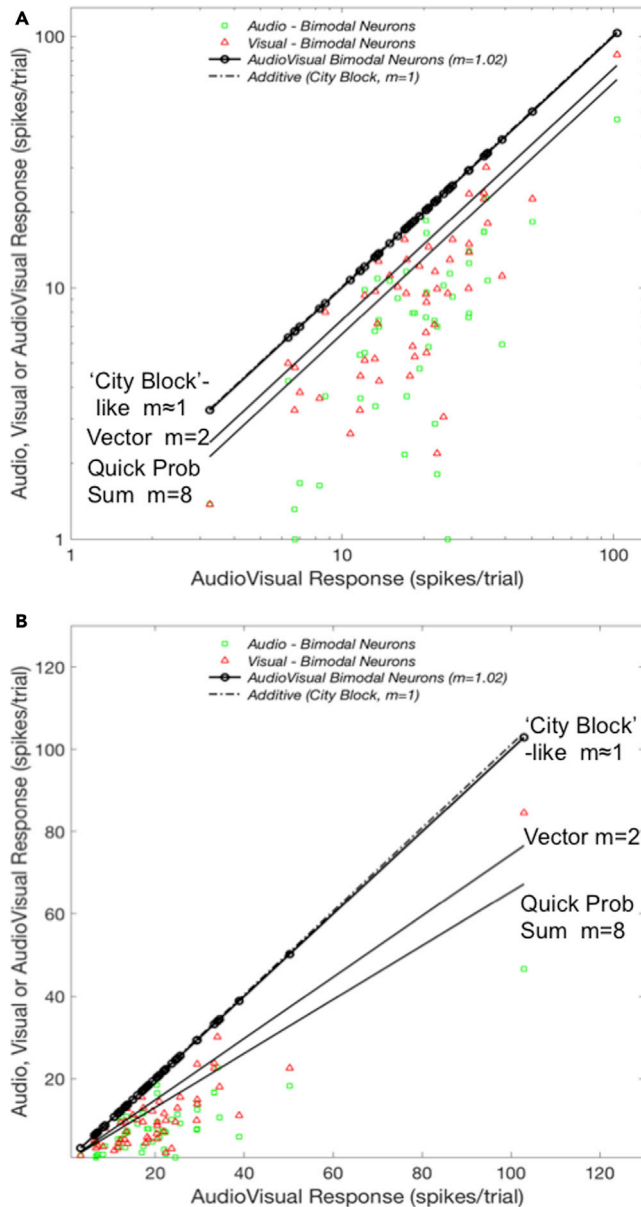 A
Audio - Bimodal Neurons
Visual - Bimodal Neurons
AudioVisual Bimodal Neurons (m=1.02)
Additive (City Block, m=1)
Audio, Visual or AudioVisual Response (spikes/trial)
100
10
1
'City Block'-
like m≈1
Vector m=2
Quick Prob
Sum m=8
1
10
100
AudioVisual Response (spikes/trial)
B
Audio - Bimodal Neurons
Visual - Bimodal Neurons
AudioVisual Bimodal Neurons (m=1.02)
Additive (City Block, m=1)
Audio, Visual or AudioVisual Response (spikes/trial)
120
100
80
60
40
20
'City Block'
-like m≈1
Vector m=2
Quick Prob
Sum m=8
20
40
60
80
100
120
AudioVisual Response (spikes/trial)